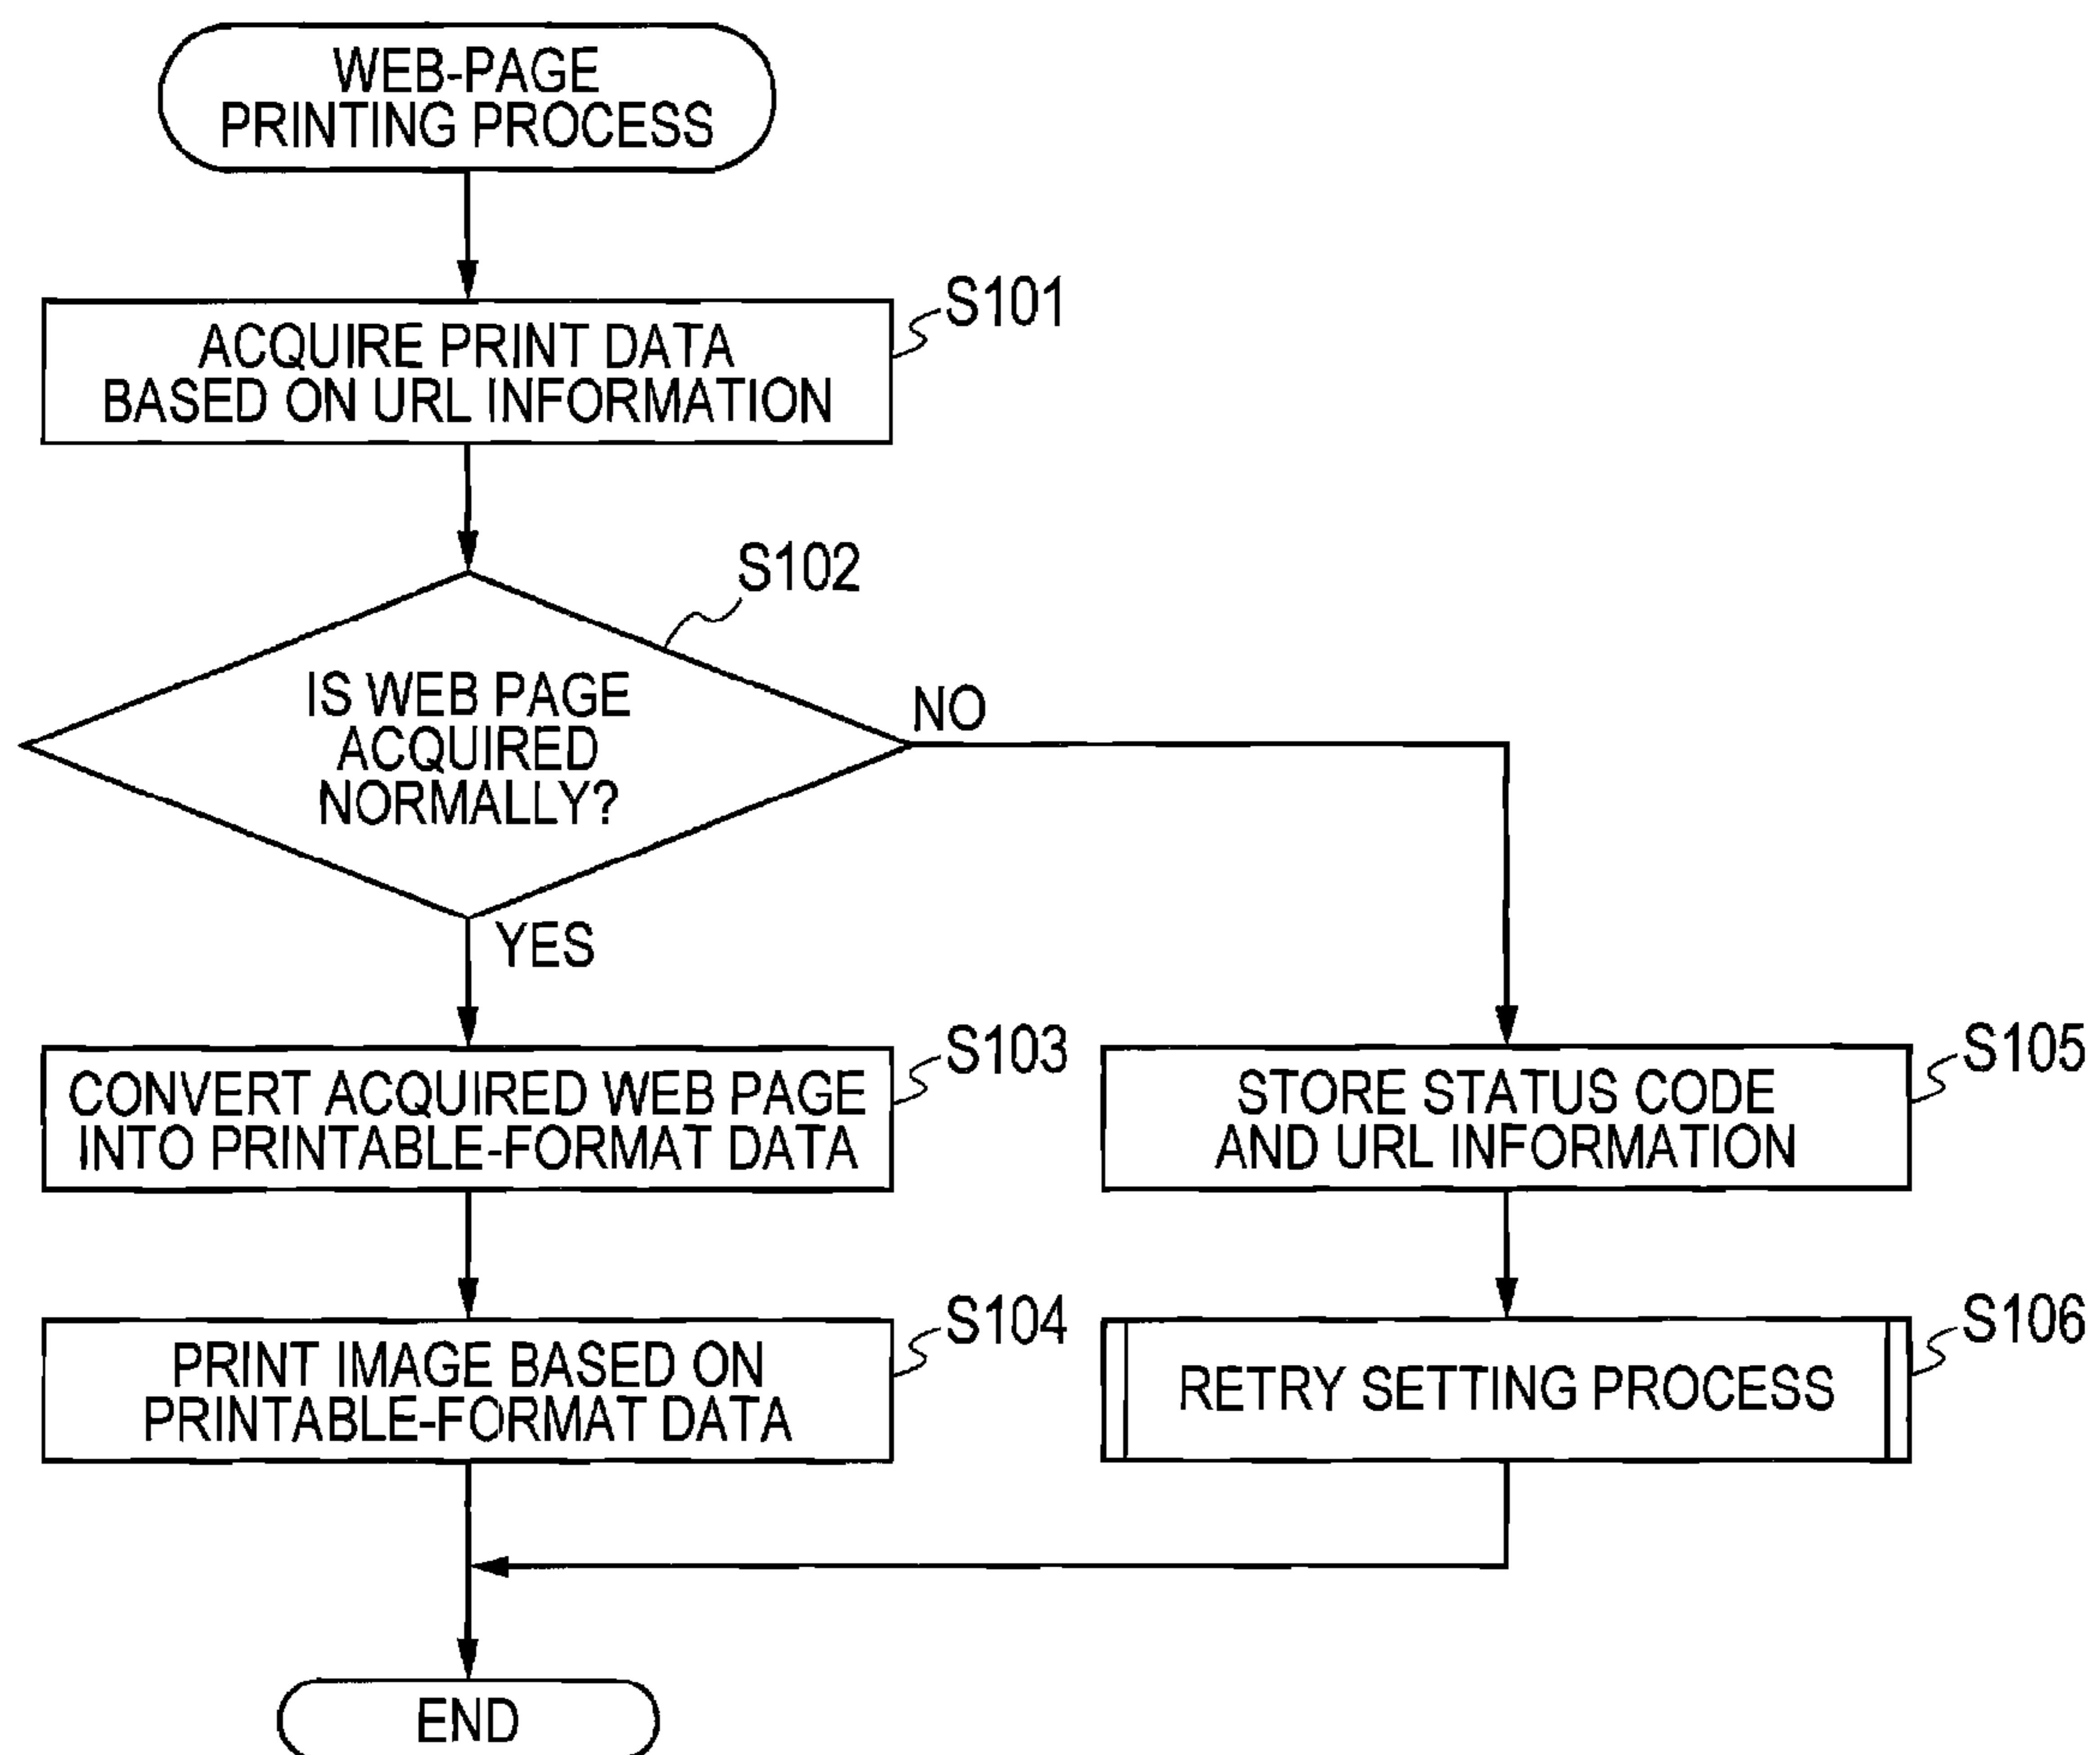 WEB-PAGE
PRINTING PROCESS
S101
ACQUIRE PRINT DATA
BASED ON URL INFORMATION
S102
IS WEB PAGE
ACQUIRED
NORMALLY?
NO
YES
S103
CONVERT ACQUIRED WEB PAGE
INTO PRINTABLE-FORMAT DATA
S105
STORE STATUS CODE
AND URL INFORMATION
S104
PRINT IMAGE BASED ON
PRINTABLE-FORMAT DATA
S106
RETRY SETTING PROCESS
END